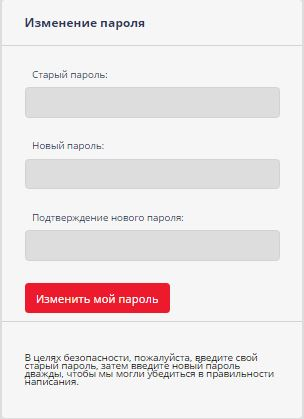 Изменение пароля
Старый пароль:
Новый пароль:
Подтверждение нового пароля:
Изменить мой пароль
В целях безопасности, пожалуйста, введите свой
старый пароль, затем введите новый пароль
дважды, чтобы мы могли убедиться в правильности
написания.